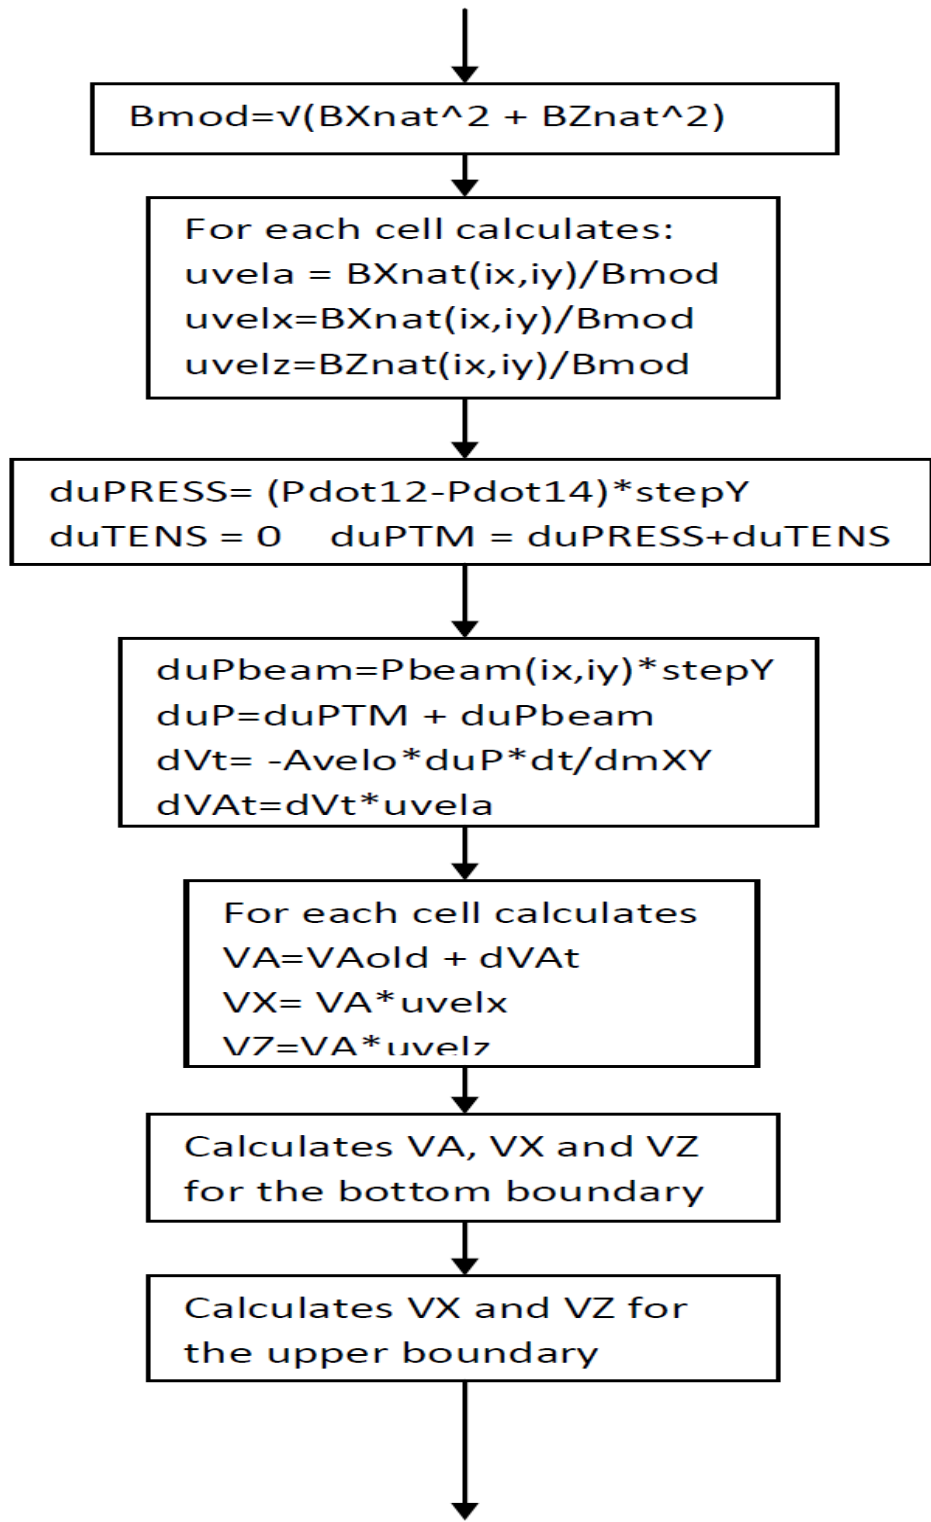 Bmod=√(BXnat^2 + BZnat^2)
For each cell calculates:
uvela = BXnat(ix,iy)/Bmod
uvelx=BXnat(ix,iy)/Bmod
uvelz=BZnat(ix,iy)/Bmod
duPRESS= (Pdot12-Pdot14)*stepY
duTENS = 0 duPTM = duPRESS+duTENS
duPbeam=Pbeam(ix,iy)*stepY
duP=duPTM + duPbeam
dVt= -Avelo*duP*dt/dmXY
dVAt=dVt*uvela
For each cell calculates
VA=VAold + dVAt
VX= VA*uvelx
VZ=VA*uvelz
Calculates VA, VX and VZ
for the bottom boundary
Calculates VX and VZ for
the upper boundary